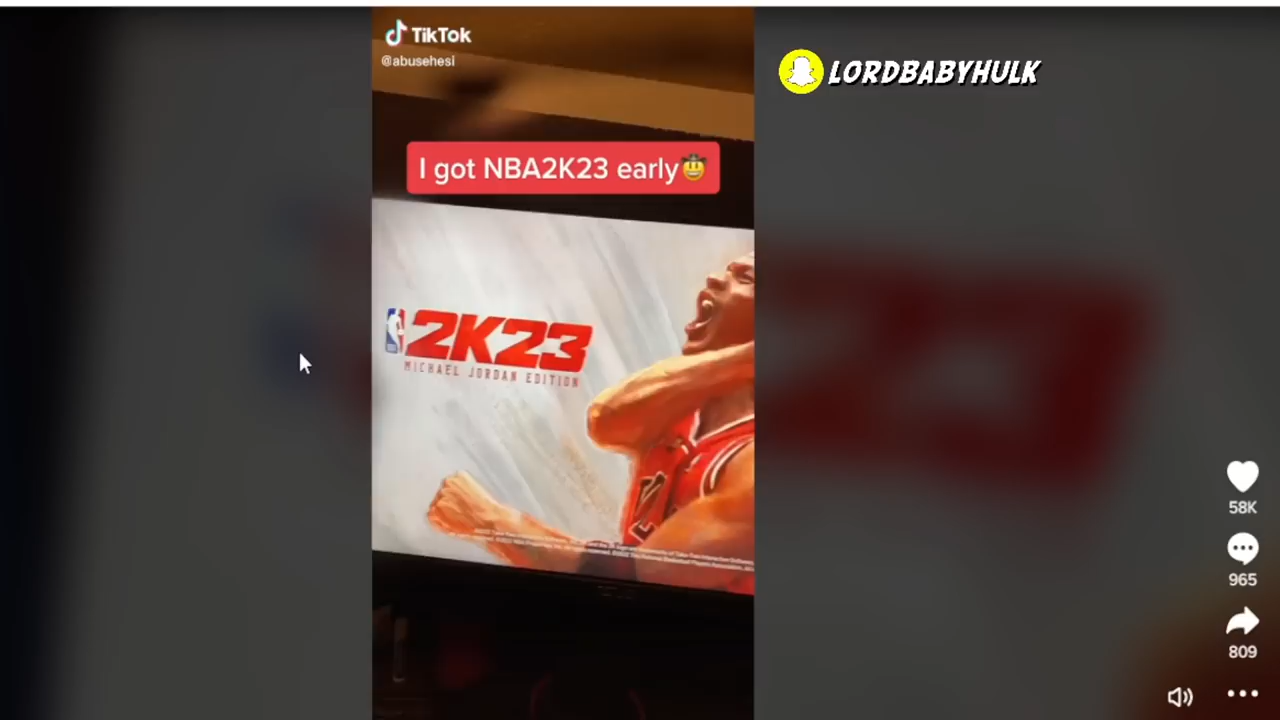 TikTok
@abusehesi
LORDBABYHULK
I got NBA2K23 early🤠
2K23
MICHAEL JORDAN EDITION
58K
965
809